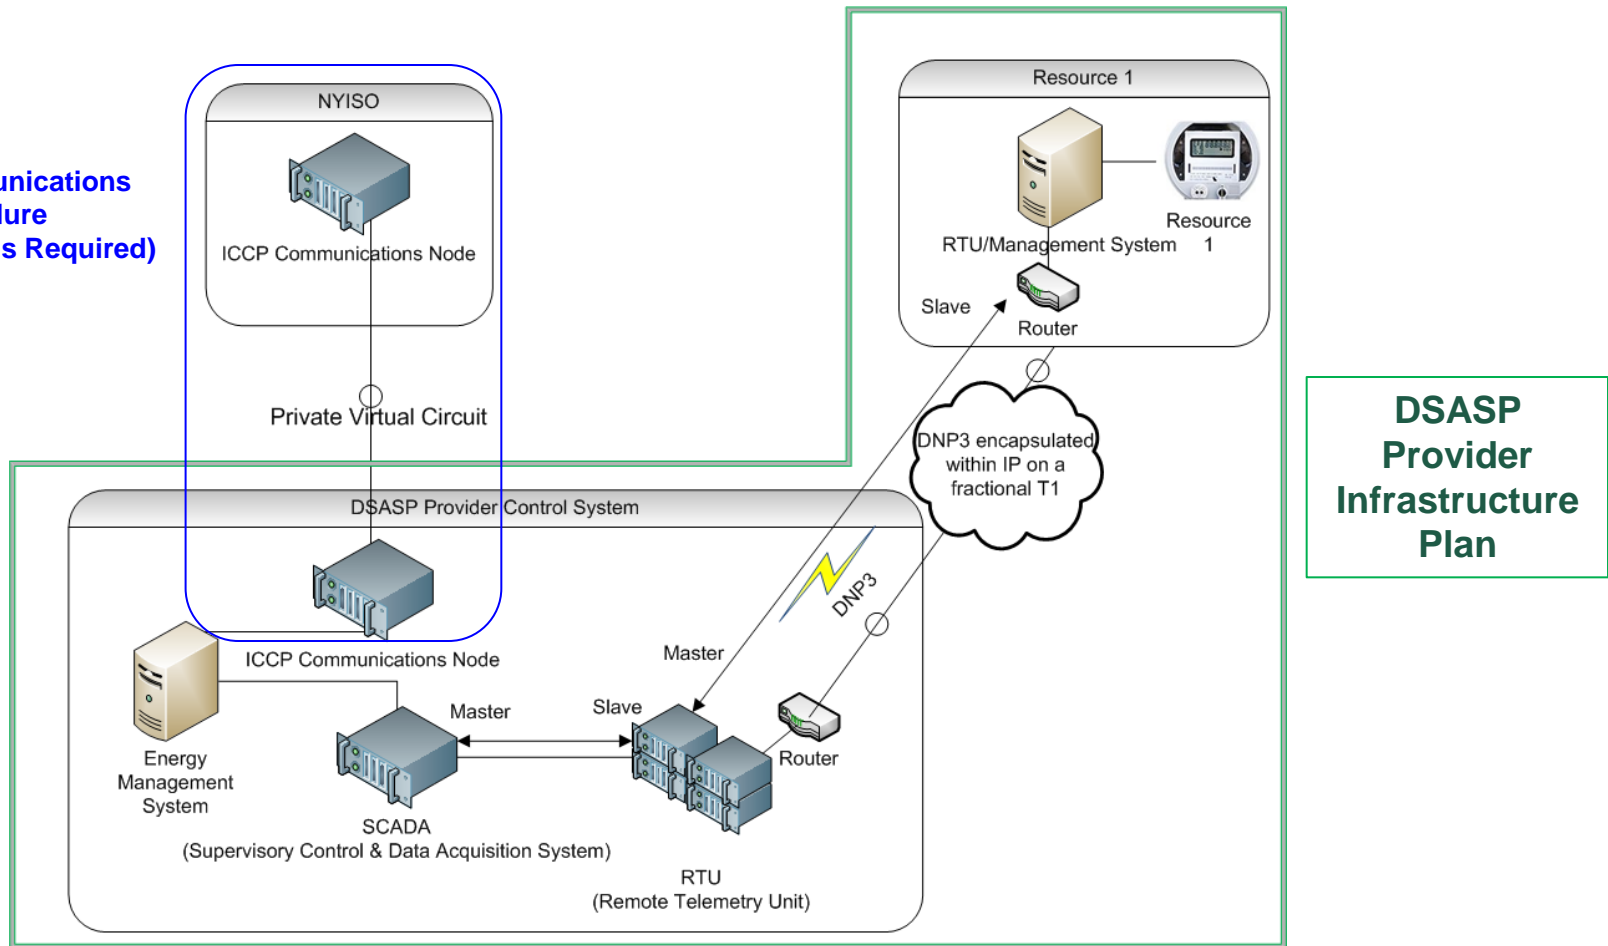 NYISO
ICCP Communications Node
Private Virtual Circuit
s Required)
Resource 1
RTU/Management System
Resource
1
Slave
Router
DNP3 encapsulated
within IP on a
fractional T1
DSASP
Provider
Infrastructure
Plan
DSASP Provider Control System
ICCP Communications Node
DNP3
Master
Master
Slave
Router
Energy
Management
System
SCADA
(Supervisory Control & Data Acquisition System)
RTU
(Remote Telemetry Unit)